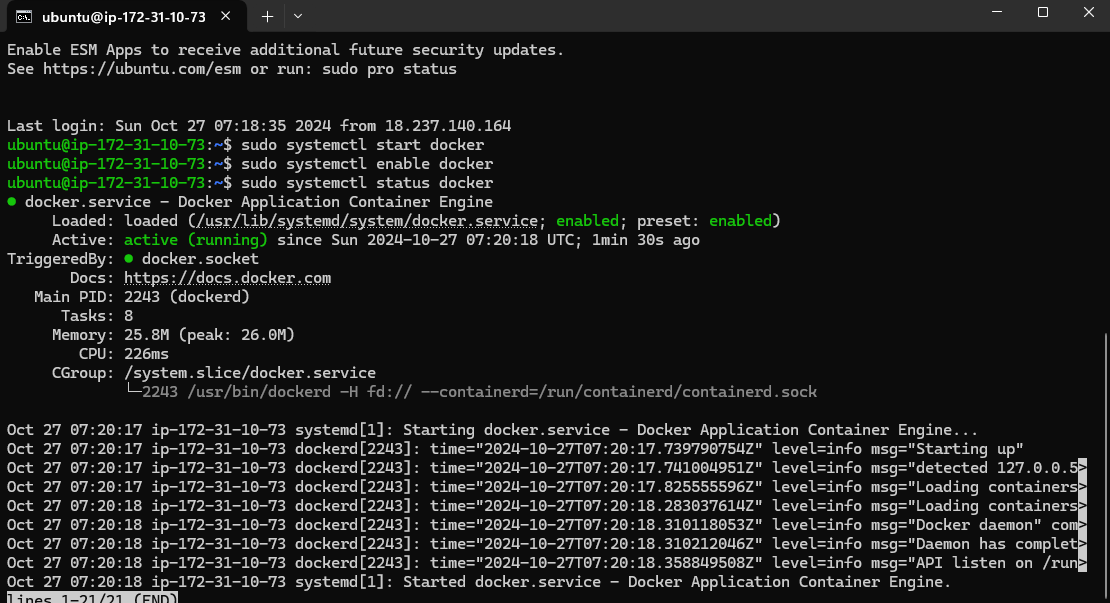 ubuntu@ip-172-31-10-73
Enable ESM Apps to receive additional future security updates.
See https://ubuntu.com/esm or run: sudo pro status
Last login: Sun Oct 27 07:18:35 2024 from 18.237.140.164
ubuntu@ip-172-31-10-73:~$ sudo systemctl start docker
ubuntu@ip-172-31-10-73:~$ sudo systemctl enable docker
ubuntu@ip-172-31-10-73:~$ sudo systemctl status docker
● docker.service - Docker Application Container Engine
Loaded: loaded (/usr/lib/systemd/system/docker.service; enabled; preset: enabled)
Active: active (running) since Sun 2024-10-27 07:20:18 UTC; 1min 30s ago
TriggeredBy: ● docker.socket
Docs: https://docs.docker.com
Main PID: 2243 (dockerd)
Tasks: 8
Memory: 25.8M (peak: 26.0M)
CPU: 226ms
CGroup: /system.slice/docker.service
└─2243 /usr/bin/dockerd -H fd:// --containerd=/run/containerd/containerd.sock
Oct 27 07:20:17 ip-172-31-10-73 systemd[1]: Starting docker.service - Docker Application Container Engine...
Oct 27 07:20:17 ip-172-31-10-73 dockerd[2243]: time="2024-10-27T07:20:17.739790754Z" level=info msg="Starting up"
Oct 27 07:20:17 ip-172-31-10-73 dockerd[2243]: time="2024-10-27T07:20:17.741004951Z" level=info msg="detected 127.0.0.5>
Oct 27 07:20:17 ip-172-31-10-73 dockerd[2243]: time="2024-10-27T07:20:17.825555596Z" level=info msg="Loading containers>
Oct 27 07:20:18 ip-172-31-10-73 dockerd[2243]: time="2024-10-27T07:20:18.283037614Z" level=info msg="Loading containers>
Oct 27 07:20:18 ip-172-31-10-73 dockerd[2243]: time="2024-10-27T07:20:18.310118053Z" level=info msg="Docker daemon" com>
Oct 27 07:20:18 ip-172-31-10-73 dockerd[2243]: time="2024-10-27T07:20:18.310212046Z" level=info msg="Daemon has complet>
Oct 27 07:20:18 ip-172-31-10-73 dockerd[2243]: time="2024-10-27T07:20:18.358849508Z" level=info msg="API listen on /run>
Oct 27 07:20:18 ip-172-31-10-73 systemd[1]: Started docker.service - Docker Application Container Engine.
lines 1-21/21 (END)